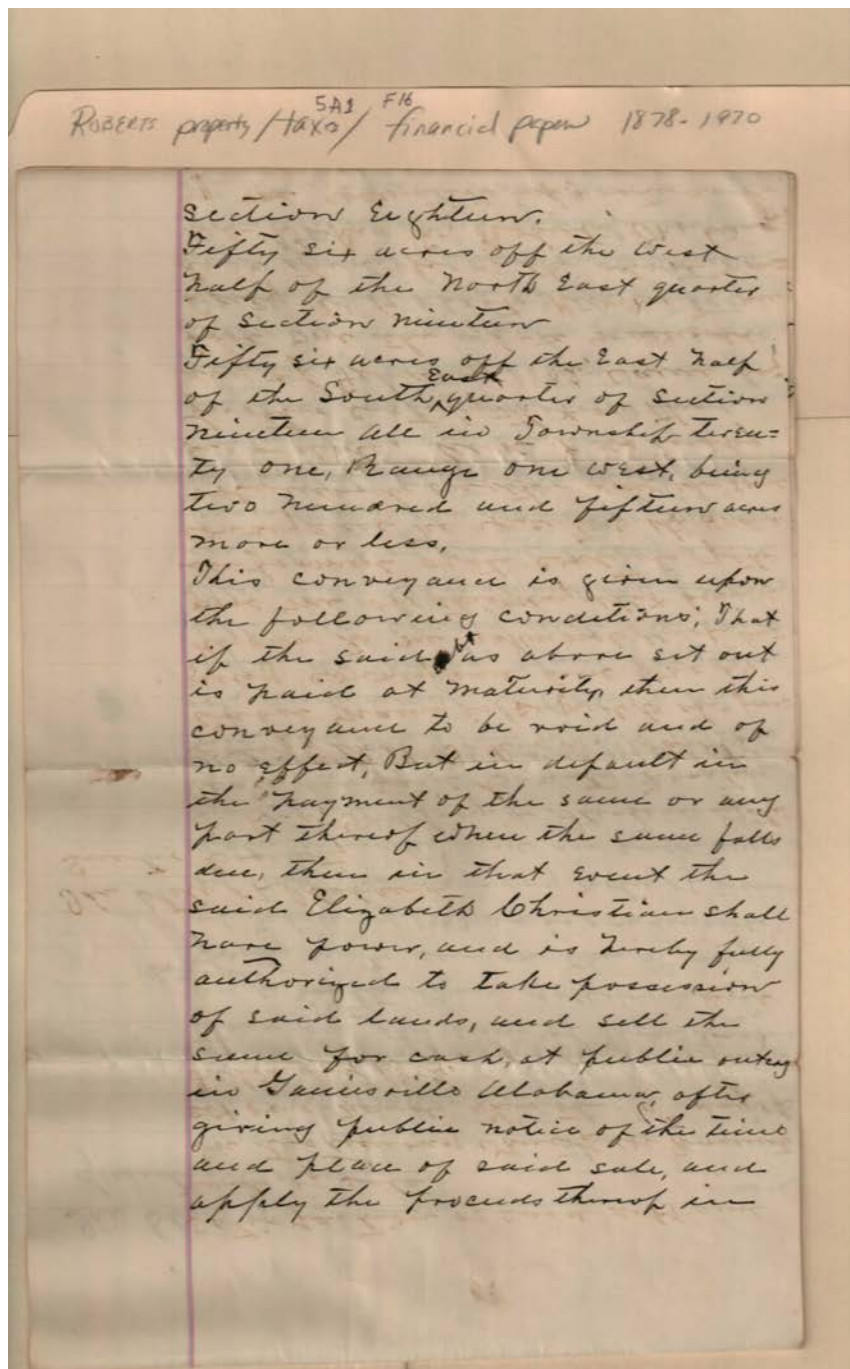 5A1 F16
ROBERTS property/taxes/ financial papers 1878-1970
section Eighteen.
Fifty six acres off the west
half of the North East quarter
of section nineteen
Fifty six acres off the East half
East
of the South quarter of section
nineteen all in Township twen=
ty one, Range one west, being
two hundred and fifteen acres
more or less.
This conveyance is given upon
the following conditions; That
if the said debt as above set out
is paid at maturity, then this
conveyance to be void and of
no effect, But in default in
the payment of the same or any
part thereof when the same falls
due, then in that event the
said Elizabeth Christian shall
have power, and is hereby fully
authorized to take possession
of said lands, and sell the
same for cash, at public outcry
in Gainesville Alabama, after
giving public notice of the time
and place of said sale, and
apply the proceeds thereof in